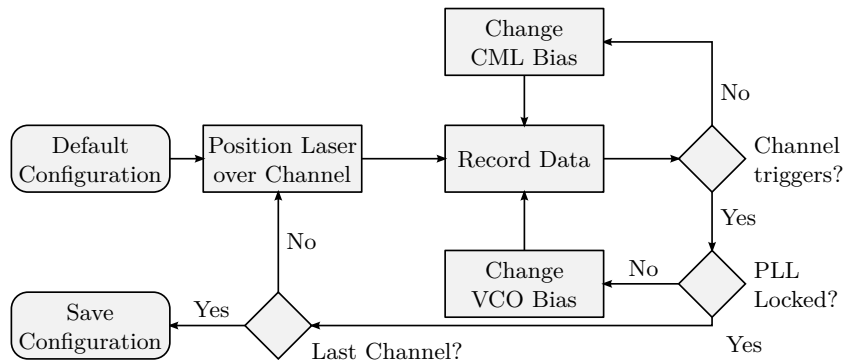 Change
CML Bias
No
Default
Configuration
Position Laser
over Channel
Record Data
Channel
triggers?
Yes
No
Change
VCO Bias
No
PLL
Locked?
Save
Configuration
Yes
Last Channel?
Yes